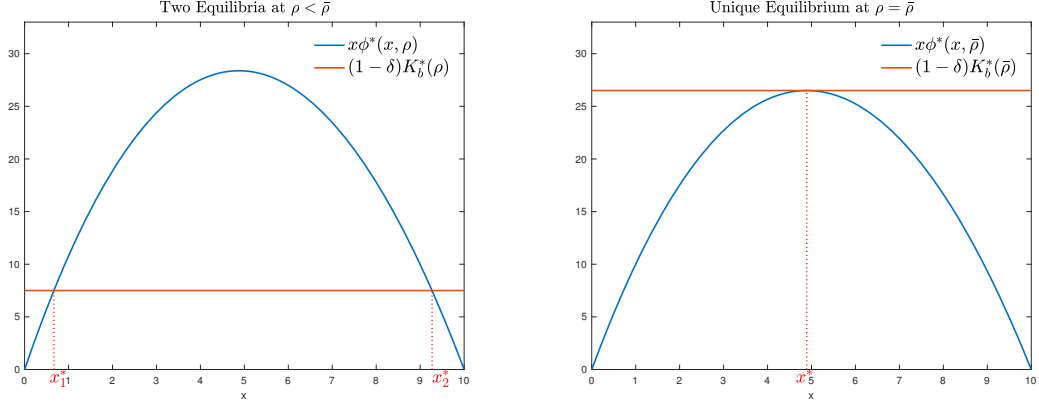 Two Equilibria at ρ < ρ̄
xϕ*(x, ρ)
(1 − δ)K*_b(ρ)
30
25
20
15
10
5
0
0 1 2 3 4 5 6 7 8 9 10
x*_1 x*_2
x
Unique Equilibrium at ρ = ρ̄
xϕ*(x, ρ̄)
(1 − δ)K*_b(ρ̄)
30
25
20
15
10
5
0
0 1 2 3 4 5 6 7 8 9 10
x*
x